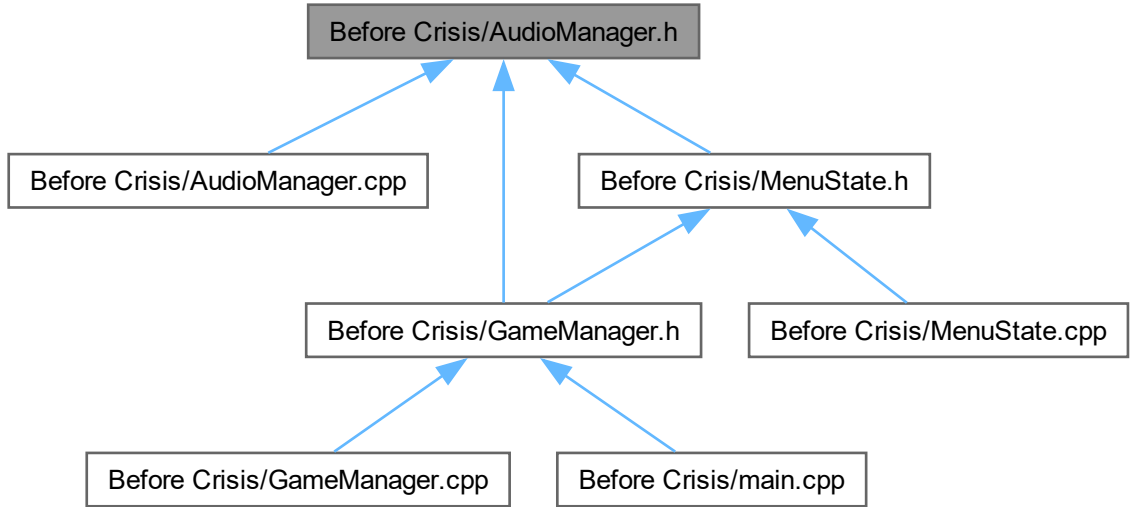 Before Crisis/AudioManager.h
Before Crisis/AudioManager.cpp
Before Crisis/MenuState.h
Before Crisis/GameManager.h
Before Crisis/MenuState.cpp
Before Crisis/GameManager.cpp
Before Crisis/main.cpp